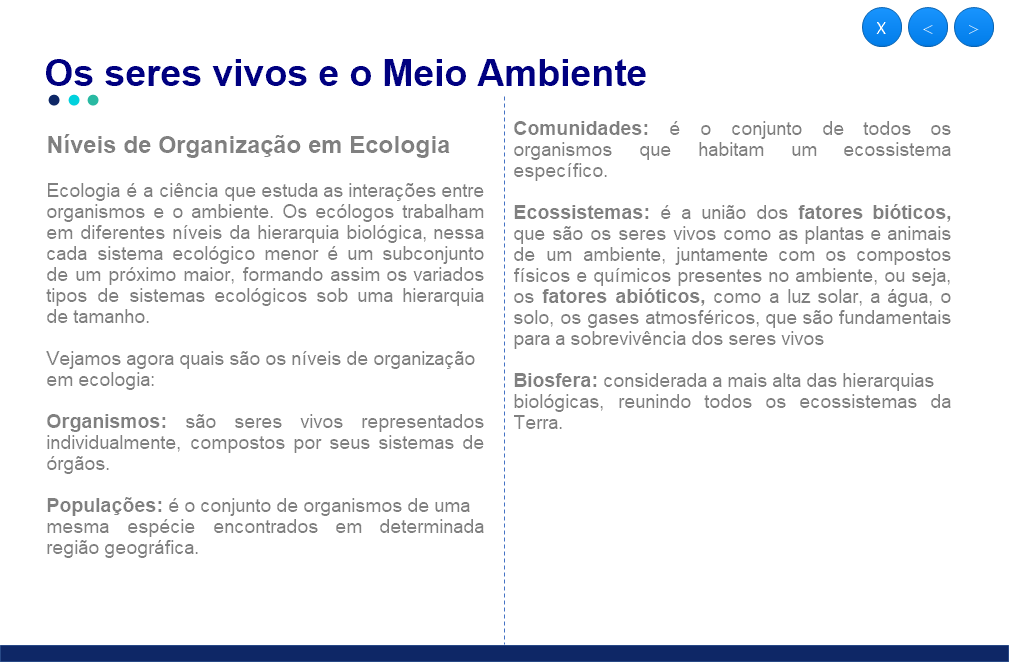 X < >
Os seres vivos e o Meio Ambiente
Níveis de Organização em Ecologia
Ecologia é a ciência que estuda as interações entre
organismos e o ambiente. Os ecólogos trabalham
em diferentes níveis da hierarquia biológica, nessa
cada sistema ecológico menor é um subconjunto
de um próximo maior, formando assim os variados
tipos de sistemas ecológicos sob uma hierarquia
de tamanho.
Vejamos agora quais são os níveis de organização
em ecologia:
Organismos: são seres vivos representados
individualmente, compostos por seus sistemas de
órgãos.
Populações: é o conjunto de organismos de uma
mesma espécie encontrados em determinada
região geográfica.
Comunidades: é o conjunto de todos os
organismos que habitam um ecossistema
específico.
Ecossistemas: é a união dos fatores bióticos,
que são os seres vivos como as plantas e animais
de um ambiente, juntamente com os compostos
físicos e químicos presentes no ambiente, ou seja,
os fatores abióticos, como a luz solar, a água, o
solo, os gases atmosféricos, que são fundamentais
para a sobrevivência dos seres vivos
Biosfera: considerada a mais alta das hierarquias
biológicas, reunindo todos os ecossistemas da
Terra.